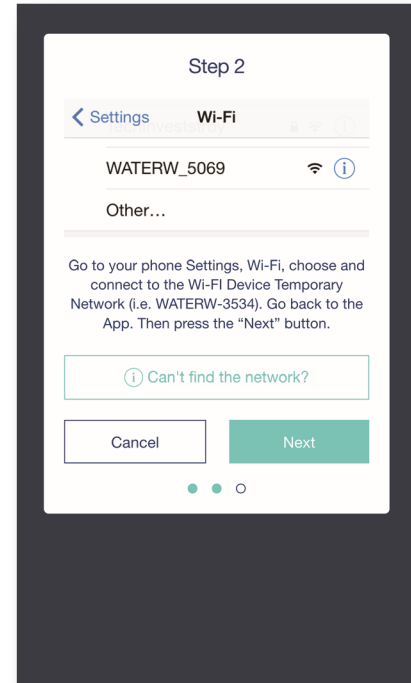 Step 2
Settings
Wi-Fi
WATERW_5069
Other...
Go to your phone Settings, Wi-Fi, choose and
connect to the Wi-FI Device Temporary
Network (i.e. WATERW-3534). Go back to the
App. Then press the “Next” button.
Can't find the network?
Cancel
Next